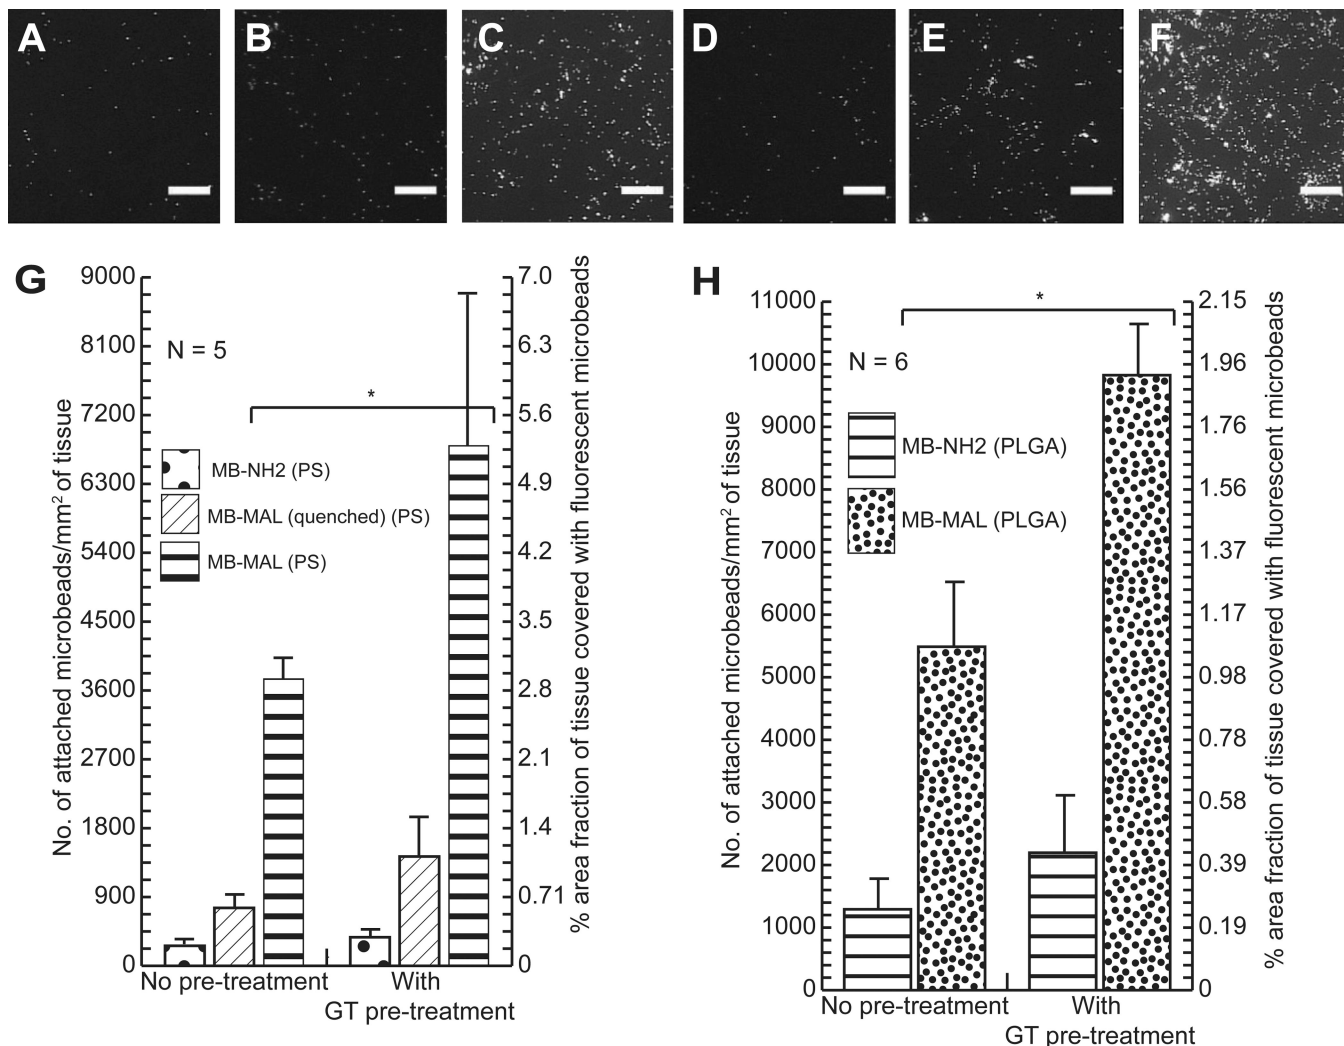 A
B
C
D
E
F
G
No. of attached microbeads/mm² of tissue
9000
8100
7200
6300
5400
4500
3600
2700
1800
900
0
N = 5
*
MB-NH2 (PS)
MB-MAL (quenched) (PS)
MB-MAL (PS)
7.0
6.3
5.6
4.9
4.2
3.5
2.8
2.1
1.4
0.71
0
% area fraction of tissue covered with fluorescent microbeads
No pre-treatment
With
GT pre-treatment
H
No. of attached microbeads/mm² of tissue
11000
10000
9000
8000
7000
6000
5000
4000
3000
2000
1000
0
*
N = 6
MB-NH2 (PLGA)
MB-MAL (PLGA)
2.15
1.96
1.76
1.56
1.37
1.17
0.98
0.78
0.58
0.39
0.19
0
% area fraction of tissue covered with fluorescent microbeads
No pre-treatment
With
GT pre-treatment